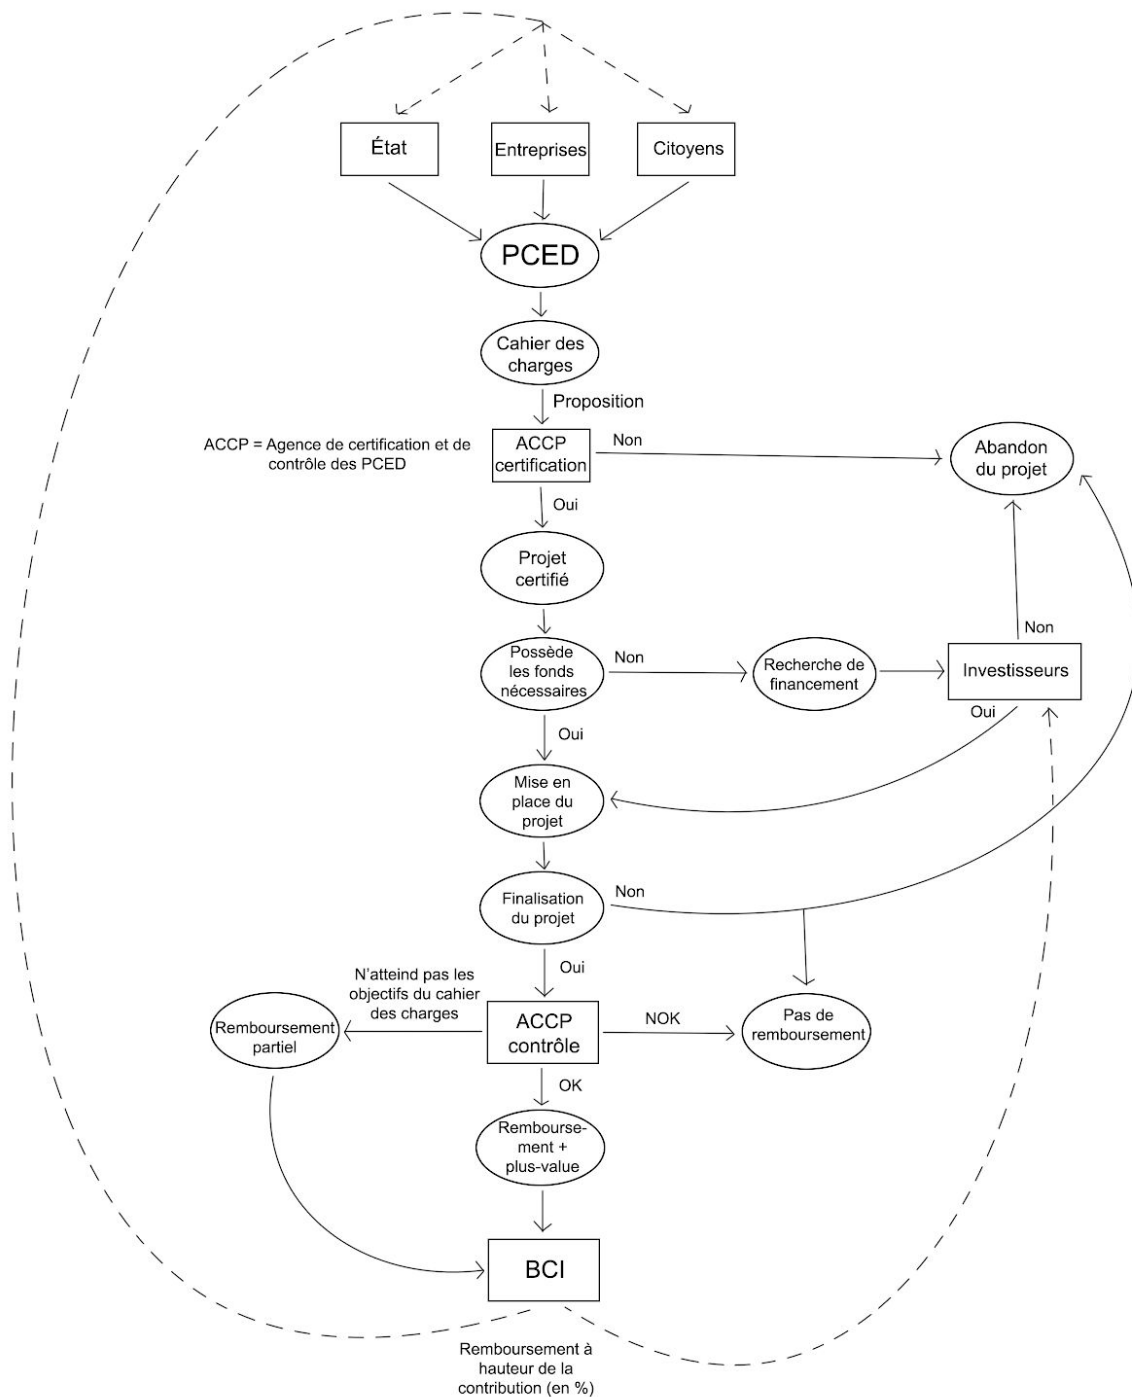 État
Entreprises
Citoyens
PCED
Cahier des
charges
Proposition
ACCP = Agence de certification et de
contrôle des PCED
ACCP
certification
Non
Abandon
du projet
Oui
Projet
certifié
Possède
les fonds
nécessaires
Non
Recherche de
financement
Investisseurs
Non
Oui
Oui
Mise en
place du
projet
Finalisation
du projet
Non
Oui
N'atteind pas les
objectifs du cahier
des charges
Remboursement
partiel
ACCP
contrôle
NOK
Pas de
remboursement
OK
Rembourse-
ment +
plus-value
BCI
Remboursement à
hauteur de la
contribution (en %)